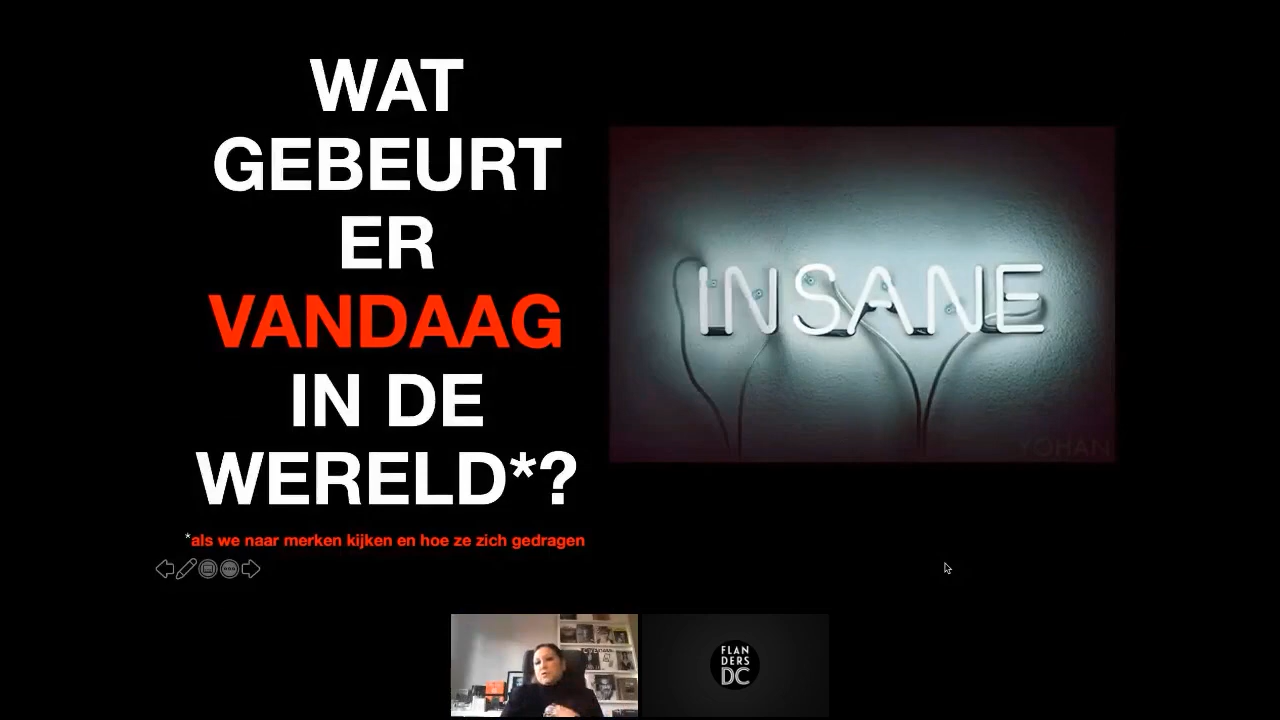 WAT
GEBEURT
ER
VANDAAG
IN DE
WERELD*?
*als we naar merken kijken en hoe ze zich gedragen
INSANE
YOHAN
FLAN
DERS
DC